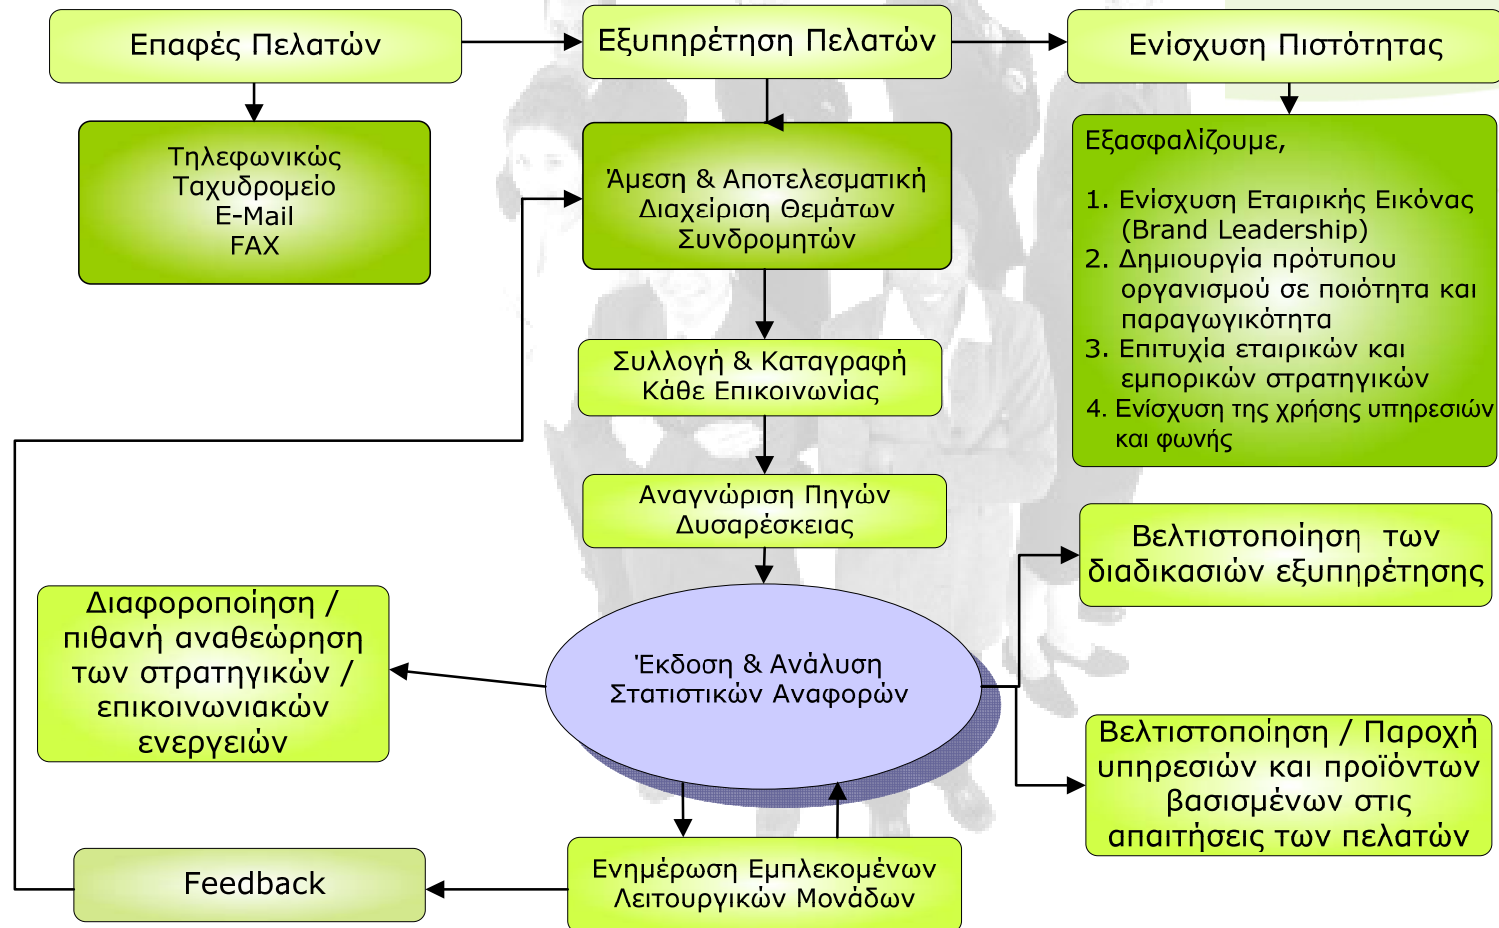 Επαφές Πελατών
Εξυπηρέτηση Πελατών
Ενίσχυση Πιστότητας
Τηλεφωνικώς
Ταχυδρομείο
E-Mail
FAX
Άμεση & Αποτελεσματική
Διαχείριση Θεμάτων
Συνδρομητών
Εξασφαλίζουμε,
1. Ενίσχυση Εταιρικής Εικόνας
(Brand Leadership)
2. Δημιουργία πρότυπου
οργανισμού σε ποιότητα και
παραγωγικότητα
3. Επιτυχία εταιρικών και
εμπορικών στρατηγικών
4. Ενίσχυση της χρήσης υπηρεσιών
και φωνής
Συλλογή & Καταγραφή
Κάθε Επικοινωνίας
Αναγνώριση Πηγών
Δυσαρέσκειας
Βελτιστοποίηση των
διαδικασιών εξυπηρέτησης
Διαφοροποίηση /
πιθανή αναθεώρηση
των στρατηγικών /
επικοινωνιακών
ενεργειών
Έκδοση & Ανάλυση
Στατιστικών Αναφορών
Βελτιστοποίηση / Παροχή
υπηρεσιών και προϊόντων
βασισμένων στις
απαιτήσεις των πελατών
Feedback
Ενημέρωση Εμπλεκομένων
Λειτουργικών Μονάδων